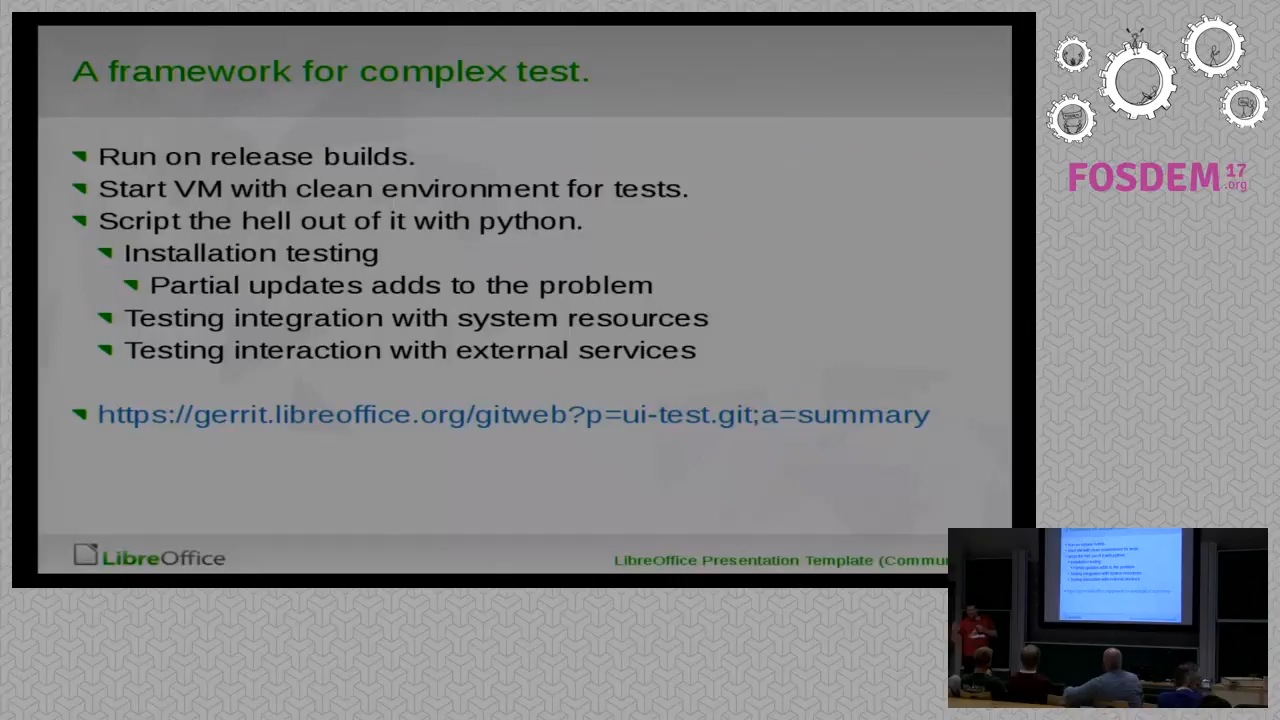 A framework for complex test.
Run on release builds.
Start VM with clean environment for tests.
Script the hell out of it with python.
Installation testing
Partial updates adds to the problem
Testing integration with system resources
Testing interaction with external services
https://gerrit.libreoffice.org/gitweb?p=ui-test.git;a=summary
LibreOffice
LibreOffice Presentation Template (Commu
FOSDEM 17
.org